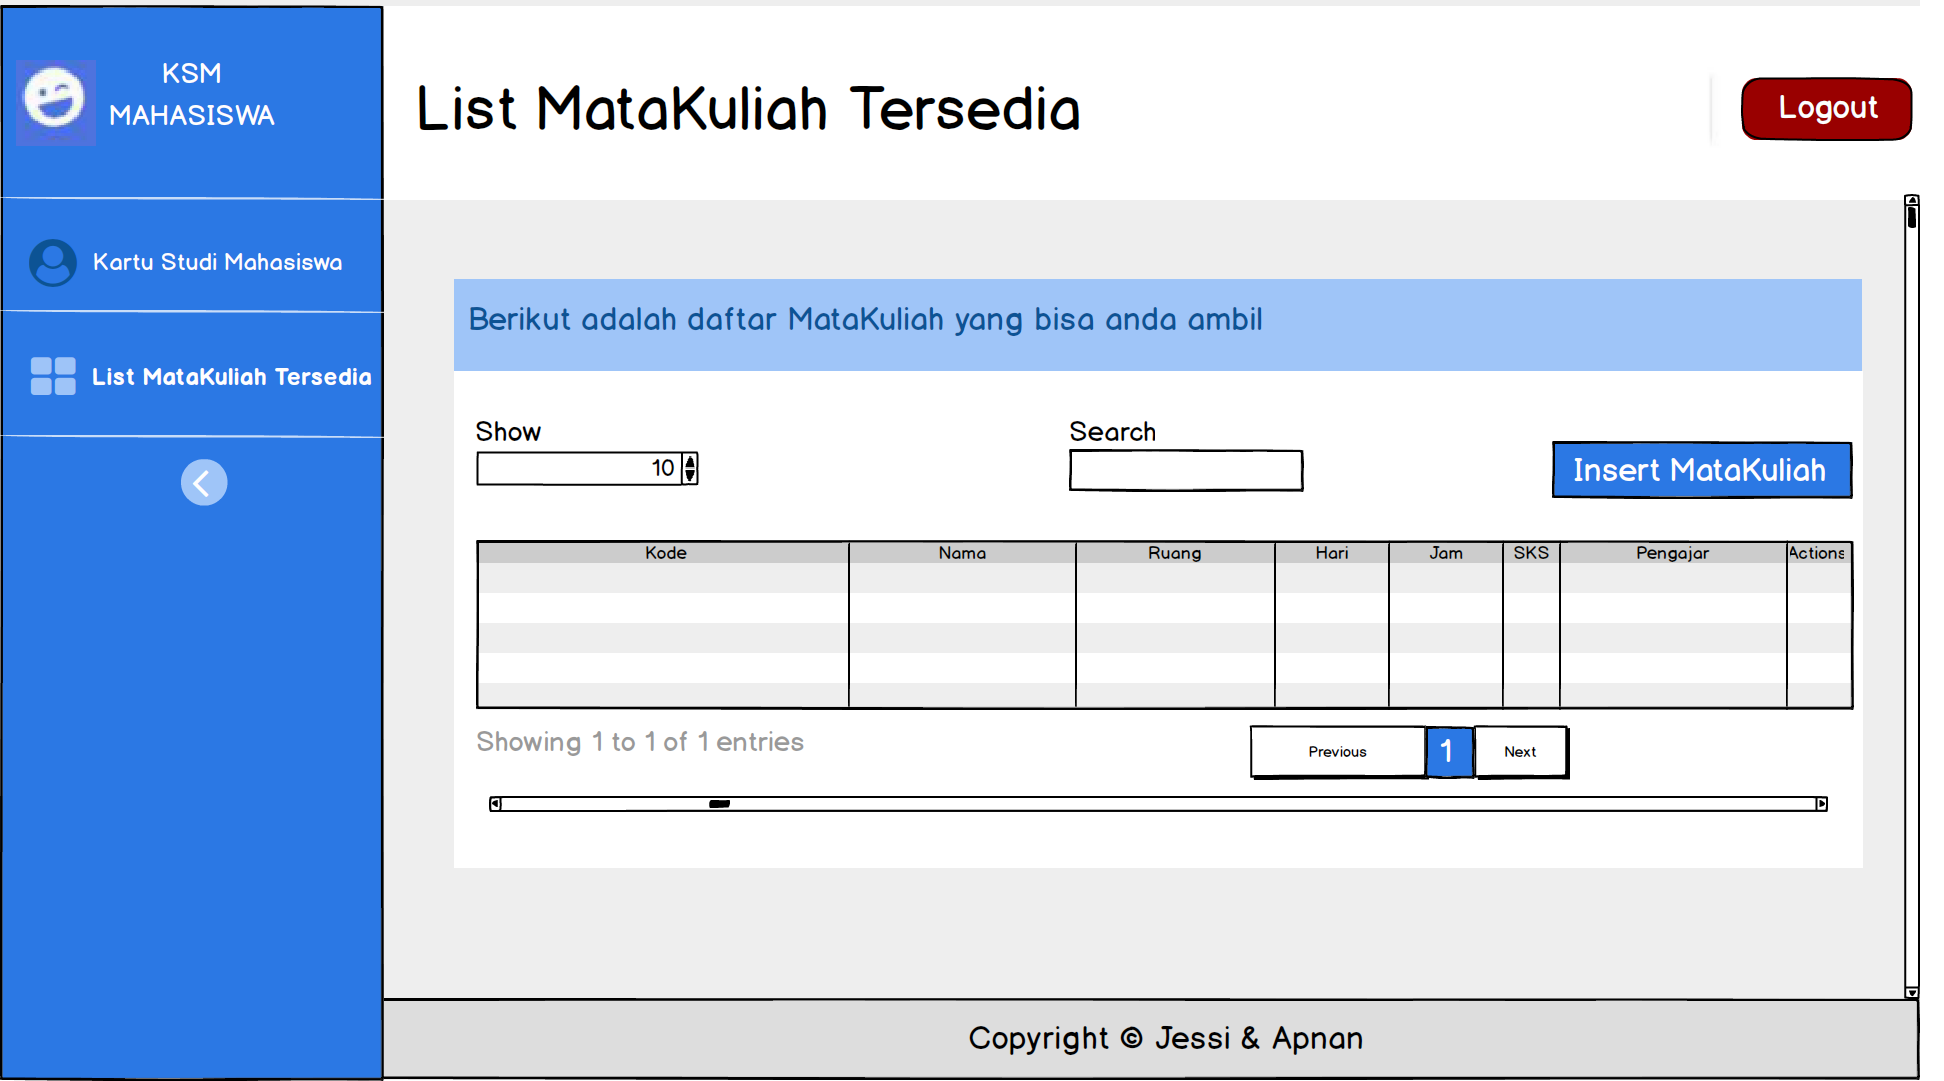 KSM
MAHASISWA
List MataKuliah Tersedia
Logout
Kartu Studi Mahasiswa
List MataKuliah Tersedia
Berikut adalah daftar MataKuliah yang bisa anda ambil
Show
10
Search
Insert MataKuliah
Kode Nama Ruang Hari Jam SKS Pengajar Actions
Showing 1 to 1 of 1 entries
Previous 1 Next
Copyright © Jessi & Apnan